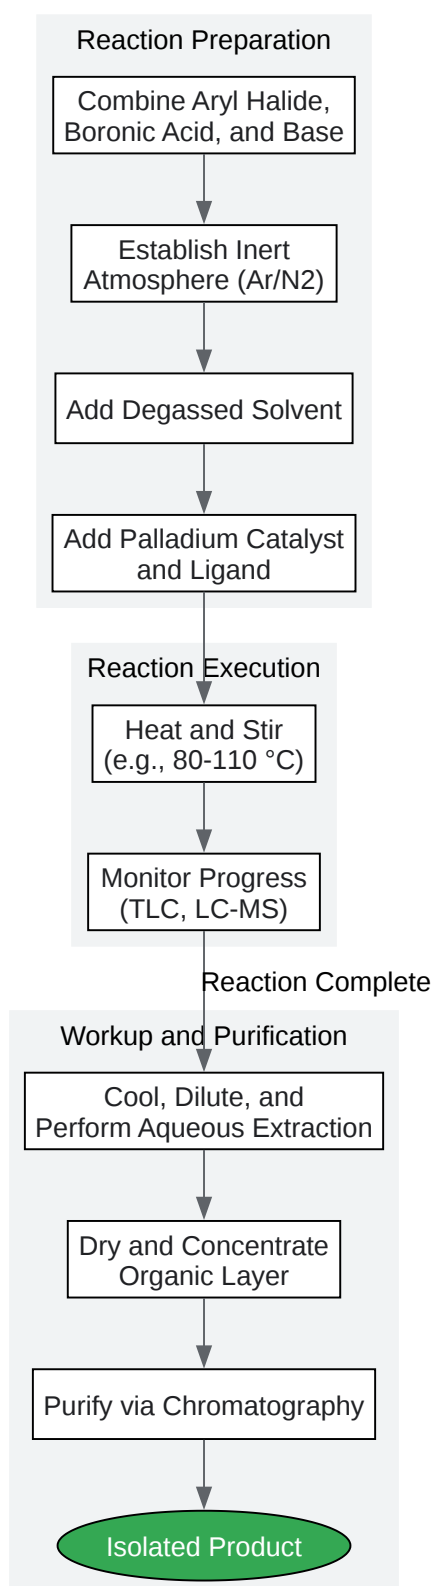 Reaction Preparation
Combine Aryl Halide,
Boronic Acid, and Base
Establish Inert
Atmosphere (Ar/N2)
Add Degassed Solvent
Add Palladium Catalyst
and Ligand
Reaction Execution
Heat and Stir
(e.g., 80-110 °C)
Monitor Progress
(TLC, LC-MS)
Reaction Complete
Workup and Purification
Cool, Dilute, and
Perform Aqueous Extraction
Dry and Concentrate
Organic Layer
Purify via Chromatography
Isolated Product